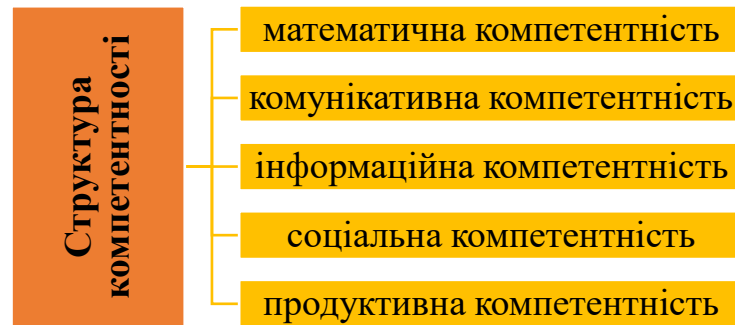 Структура
компетентності
математична компетентність
комунікативна компетентність
інформаційна компетентність
соціальна компетентність
продуктивна компетентність